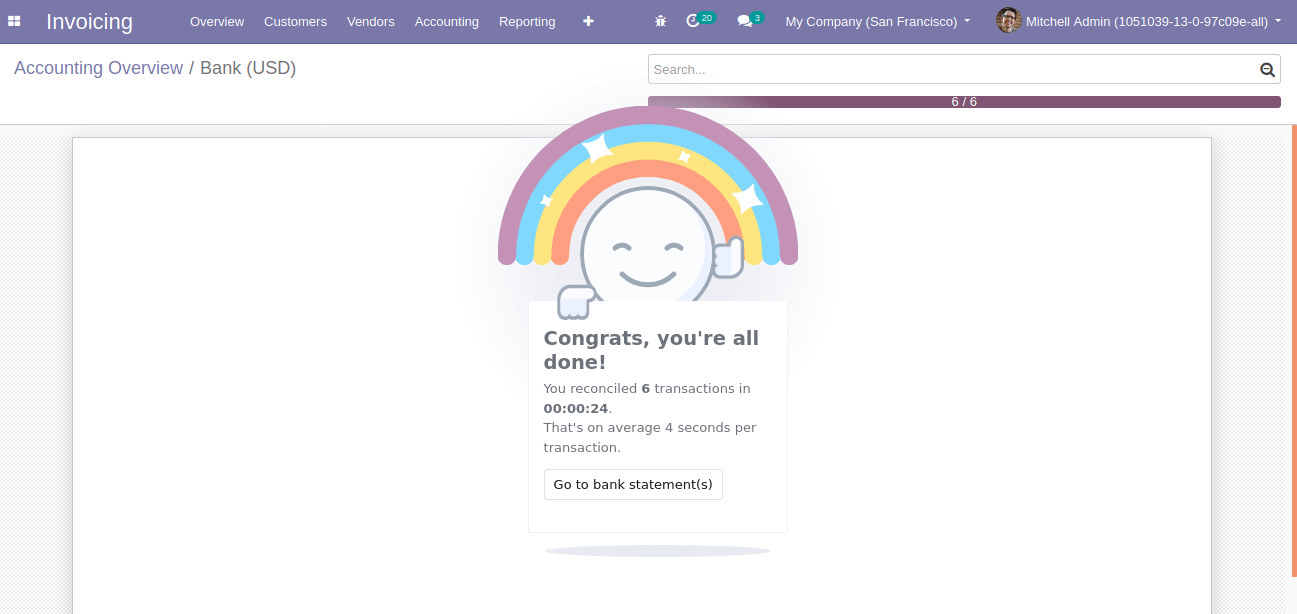 Invoicing Overview Customers Vendors Accounting Reporting 20 3 My Company (San Francisco) Mitchell Admin (1051039-13-0-97c09e-all)
Accounting Overview / Bank (USD)
Search...
6 / 6
Congrats, you're all
done!
You reconciled 6 transactions in
00:00:24.
That's on average 4 seconds per
transaction.
Go to bank statement(s)